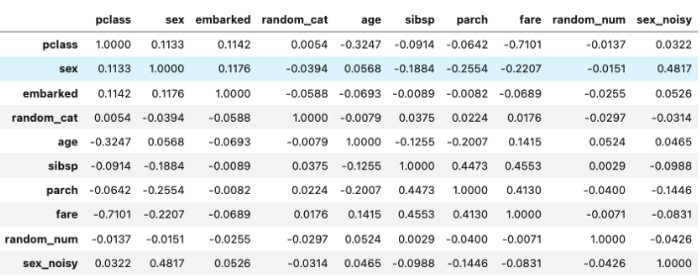 pclass sex embarked random_cat age sibsp parch fare random_num sex_noisy
pclass 1.0000 0.1133 0.1142 0.0054 -0.3247 -0.0914 -0.0642 -0.7101 -0.0137 0.0322
sex 0.1133 1.0000 0.1176 -0.0394 0.0568 -0.1884 -0.2554 -0.2207 -0.0151 0.4817
embarked 0.1142 0.1176 1.0000 -0.0588 -0.0693 -0.0089 -0.0082 -0.0689 -0.0255 0.0526
random_cat 0.0054 -0.0394 -0.0588 1.0000 -0.0079 0.0375 0.0224 0.0176 -0.0297 -0.0314
age -0.3247 0.0568 -0.0693 -0.0079 1.0000 -0.1255 -0.2007 0.1415 0.0524 0.0465
sibsp -0.0914 -0.1884 -0.0089 0.0375 -0.1255 1.0000 0.4473 0.4553 0.0029 -0.0988
parch -0.0642 -0.2554 -0.0082 0.0224 -0.2007 0.4473 1.0000 0.4130 -0.0400 -0.1446
fare -0.7101 -0.2207 -0.0689 0.0176 0.1415 0.4553 0.4130 1.0000 -0.0071 -0.0831
random_num -0.0137 -0.0151 -0.0255 -0.0297 0.0524 0.0029 -0.0400 -0.0071 1.0000 -0.0426
sex_noisy 0.0322 0.4817 0.0526 -0.0314 0.0465 -0.0988 -0.1446 -0.0831 -0.0426 1.0000